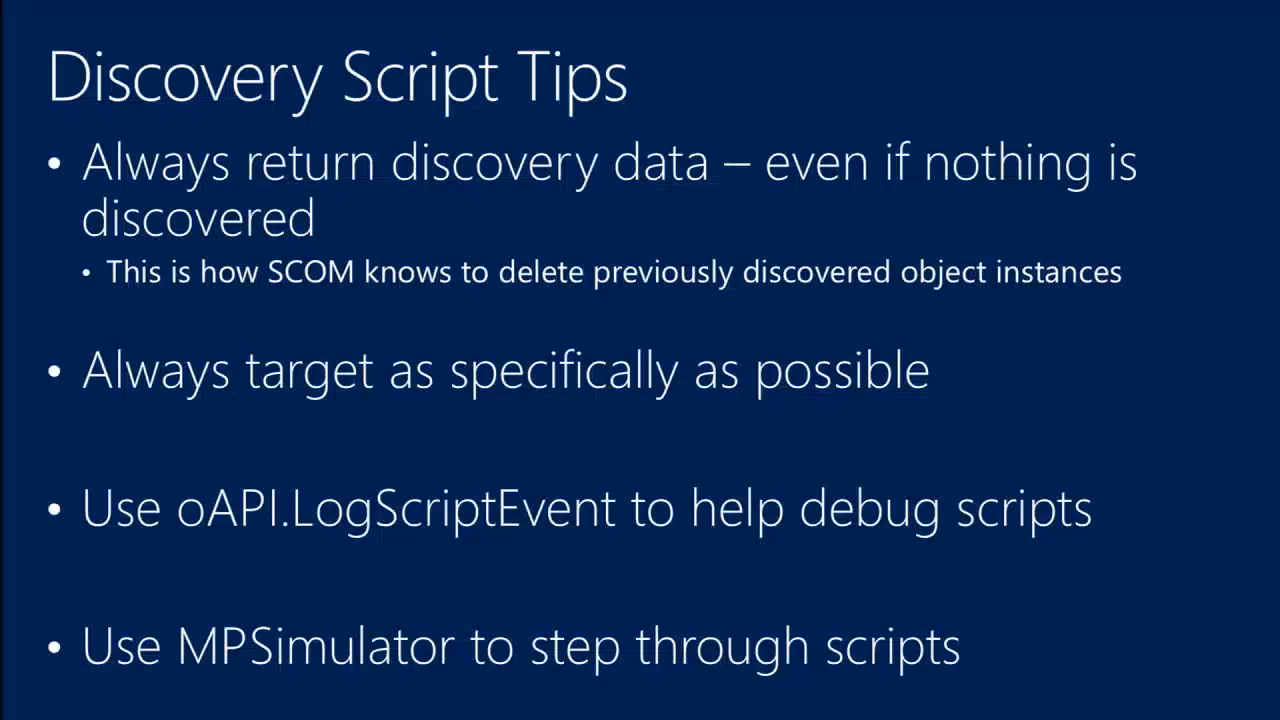 Discovery Script Tips
• Always return discovery data – even if nothing is
discovered
• This is how SCOM knows to delete previously discovered object instances
• Always target as specifically as possible
• Use oAPI.LogScriptEvent to help debug scripts
• Use MPSimulator to step through scripts